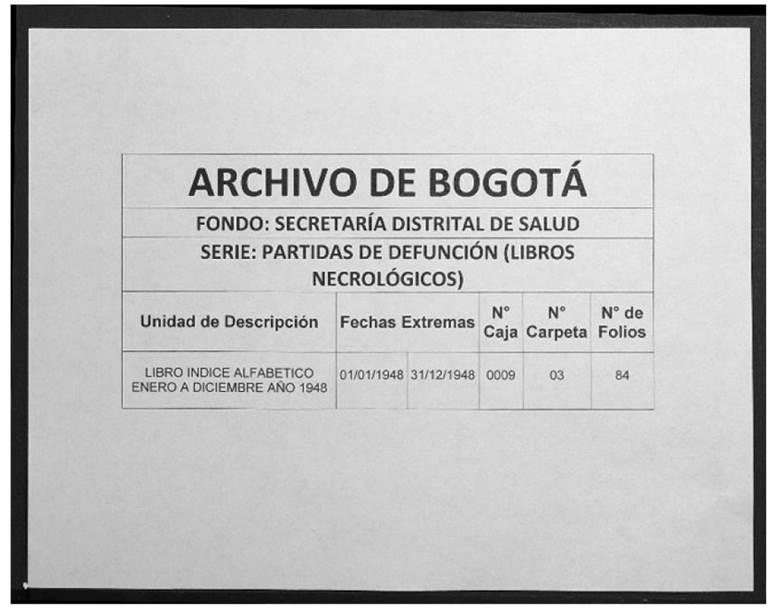 ARCHIVO DE BOGOTÁ
FONDO: SECRETARÍA DISTRITAL DE SALUD
SERIE: PARTIDAS DE DEFUNCIÓN (LIBROS
NECROLÓGICOS)
Unidad de Descripción Fechas Extremas N° Caja N° Carpeta N° de Folios
LIBRO INDICE ALFABETICO
ENERO A DICIEMBRE AÑO 1948
01/01/1948 31/12/1948 0009 03 84